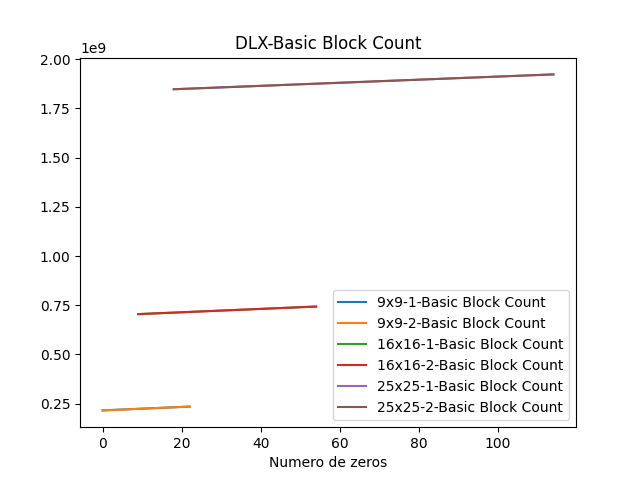 DLX-Basic Block Count
1e9
2.00
1.75
1.50
1.25
1.00
0.75
0.50
0.25
9x9-1-Basic Block Count
9x9-2-Basic Block Count
16x16-1-Basic Block Count
16x16-2-Basic Block Count
25x25-1-Basic Block Count
25x25-2-Basic Block Count
0 20 40 60 80 100
Numero de zeros